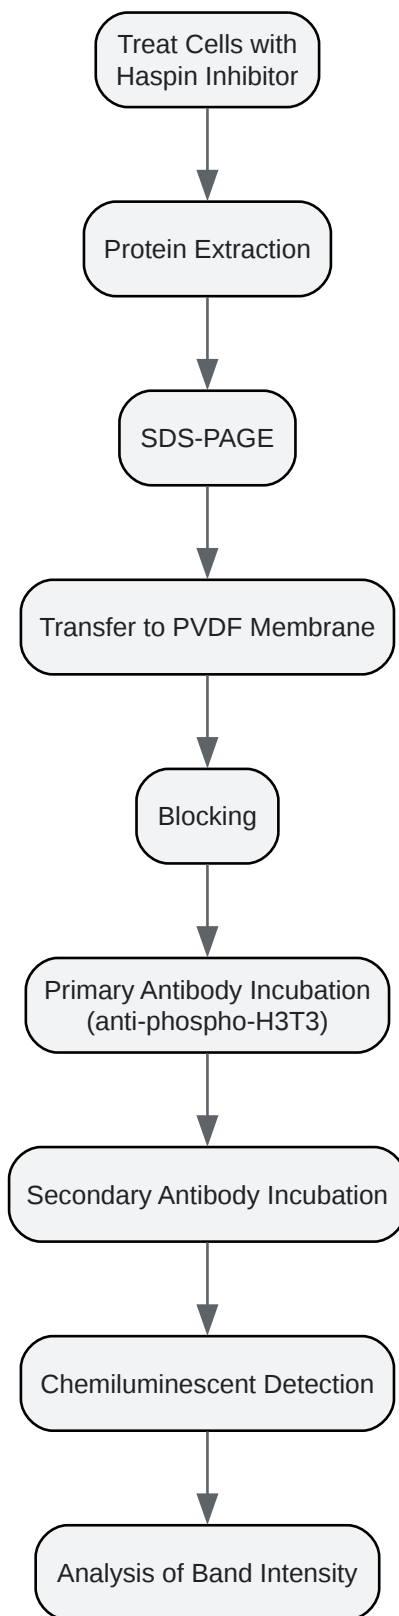 Treat Cells with
Haspin Inhibitor
Protein Extraction
SDS-PAGE
Transfer to PVDF Membrane
Blocking
Primary Antibody Incubation
(anti-phospho-H3T3)
Secondary Antibody Incubation
Chemiluminescent Detection
Analysis of Band Intensity